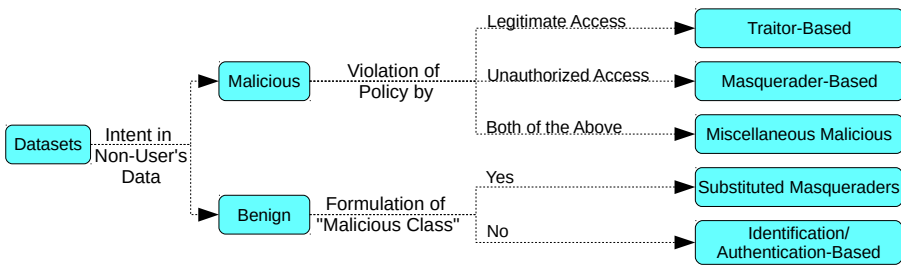 Datasets
Intent in
Non-User's
Data
Malicious
Violation of
Policy by
Legitimate Access
Traitor-Based
Unauthorized Access
Masquerader-Based
Both of the Above
Miscellaneous Malicious
Benign
Formulation of
"Malicious Class"
Yes
Substituted Masqueraders
No
Identification/
Authentication-Based